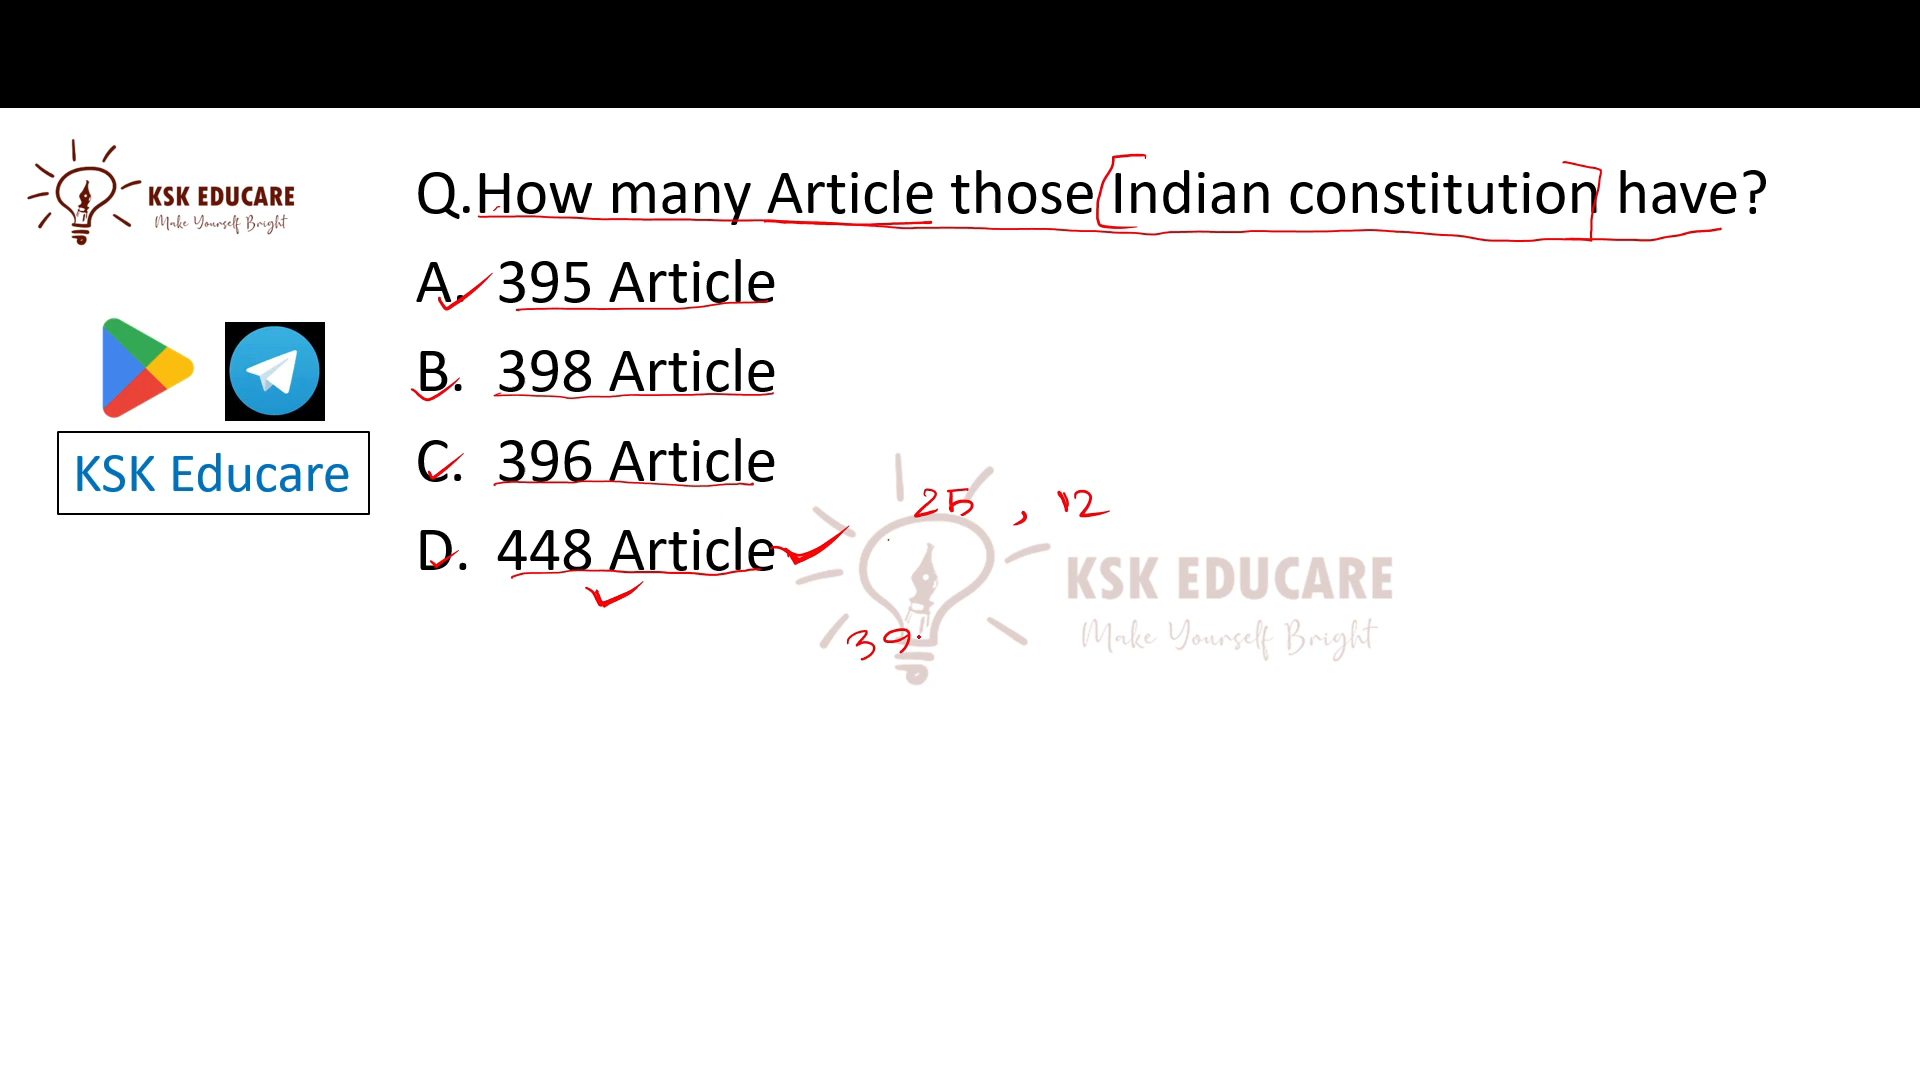 KSK EDUCARE
Make Yourself Bright
Q.How many Article those Indian constitution have?
A. 395 Article
B. 398 Article
C. 396 Article
D. 448 Article
KSK Educare
25 , 12
39
KSK EDUCARE
Make Yourself Bright